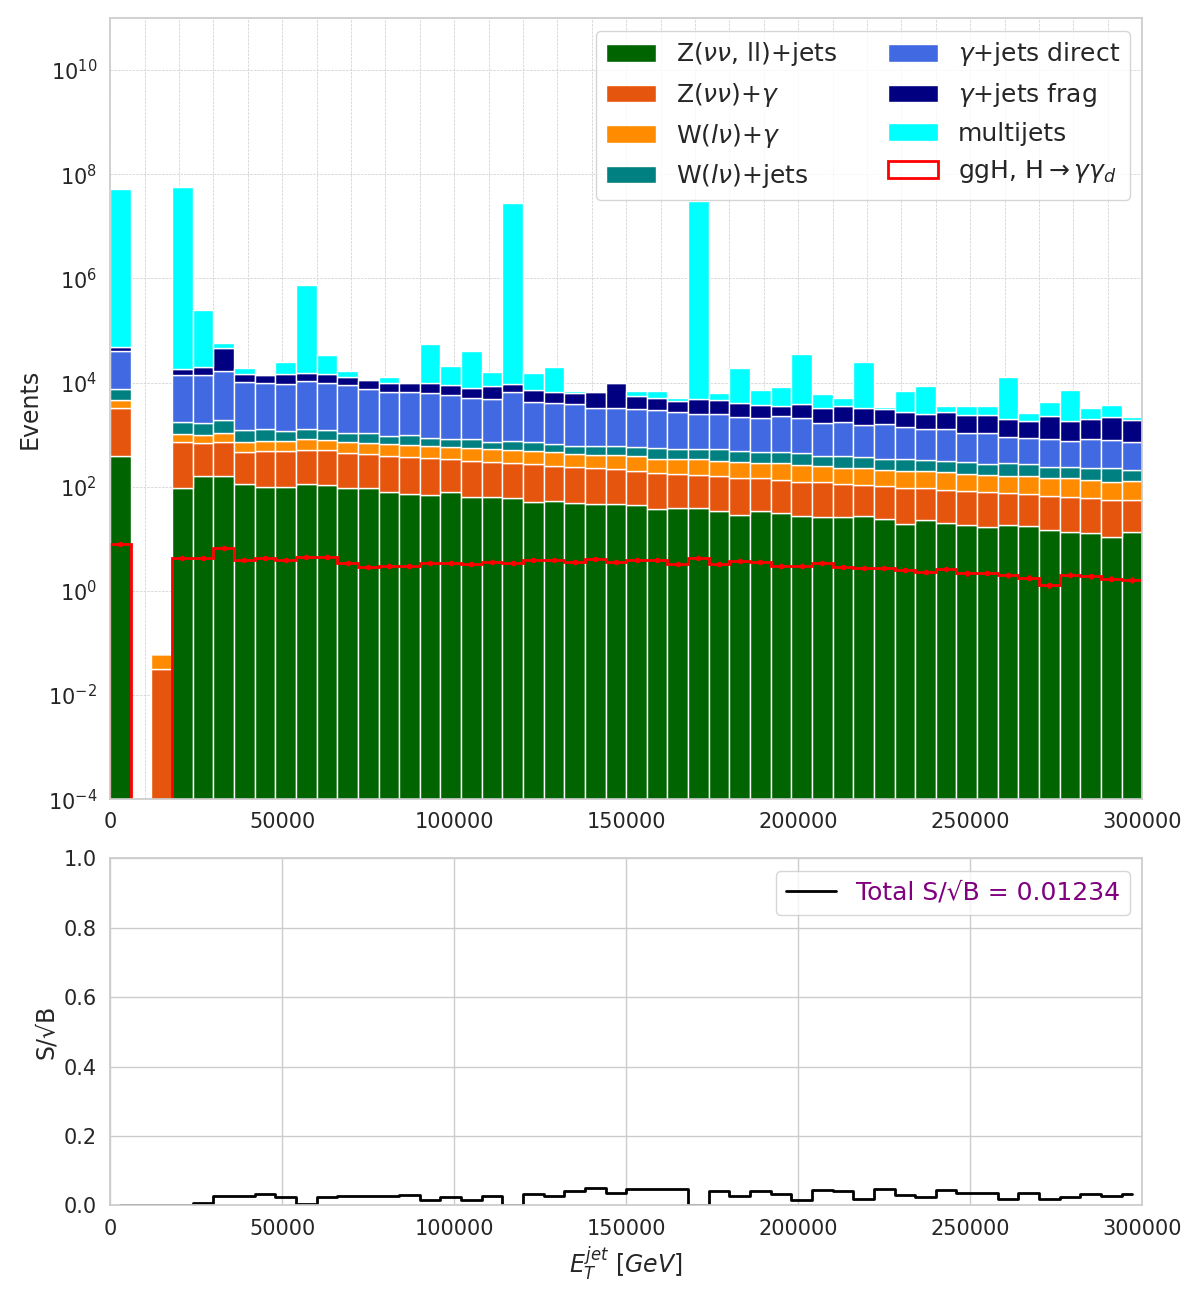 Z(νν, ll)+jets
Z(νν)+γ
W(lν)+γ
W(lν)+jets
γ+jets direct
γ+jets frag
multijets
ggH, H→γγ_d
Events
10^10
10^8
10^6
10^4
10^2
10^0
10^−2
10^−4
0 50000 100000 150000 200000 250000 300000
Total S/√B = 0.01234
S/√B
1.0
0.8
0.6
0.4
0.2
0.0
0 50000 100000 150000 200000 250000 300000
E_T^jet [GeV]